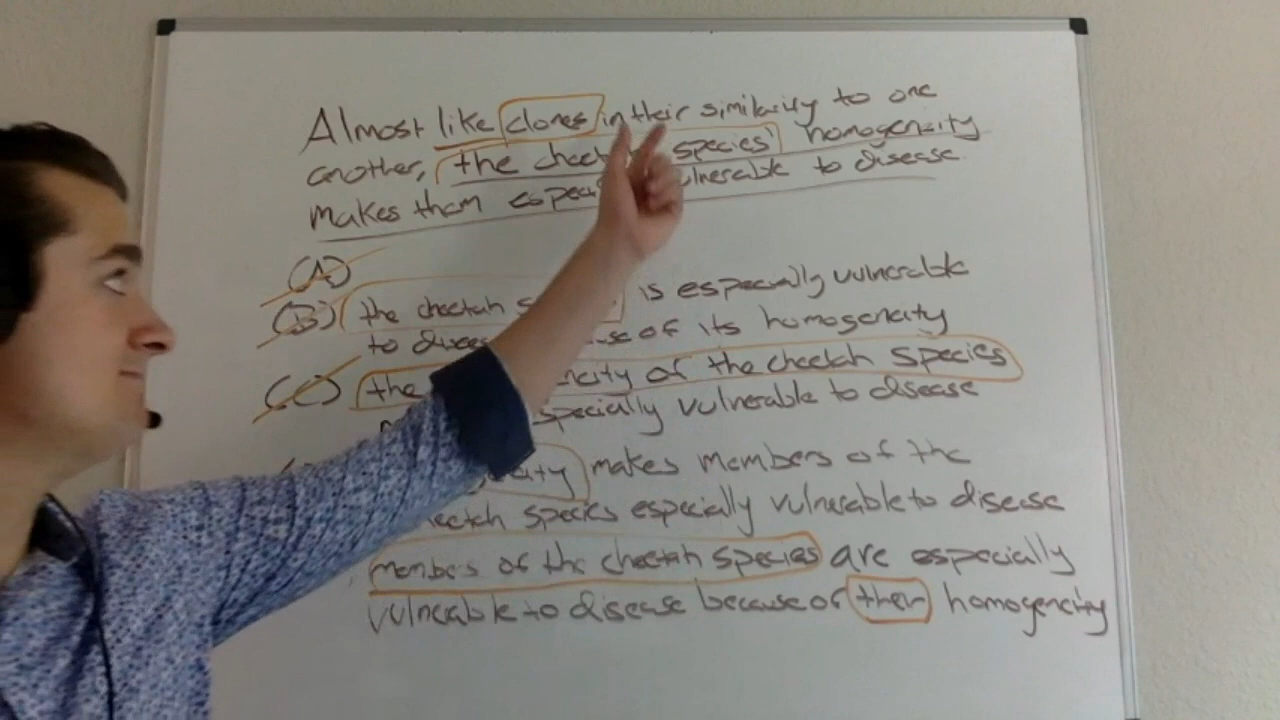 Almost like clones in their similarity to one
another, the cheetah species' homogeneity
makes them especially vulnerable to disease.
(A)
(B) the cheetah is especially vulnerable
to disease of its homogeneity
(C) the of the cheetah species
especially vulnerable to disease
makes members of the
cheetah species especially vulnerable to disease
members of the cheetah species are especially
vulnerable to disease because of their homogeneity